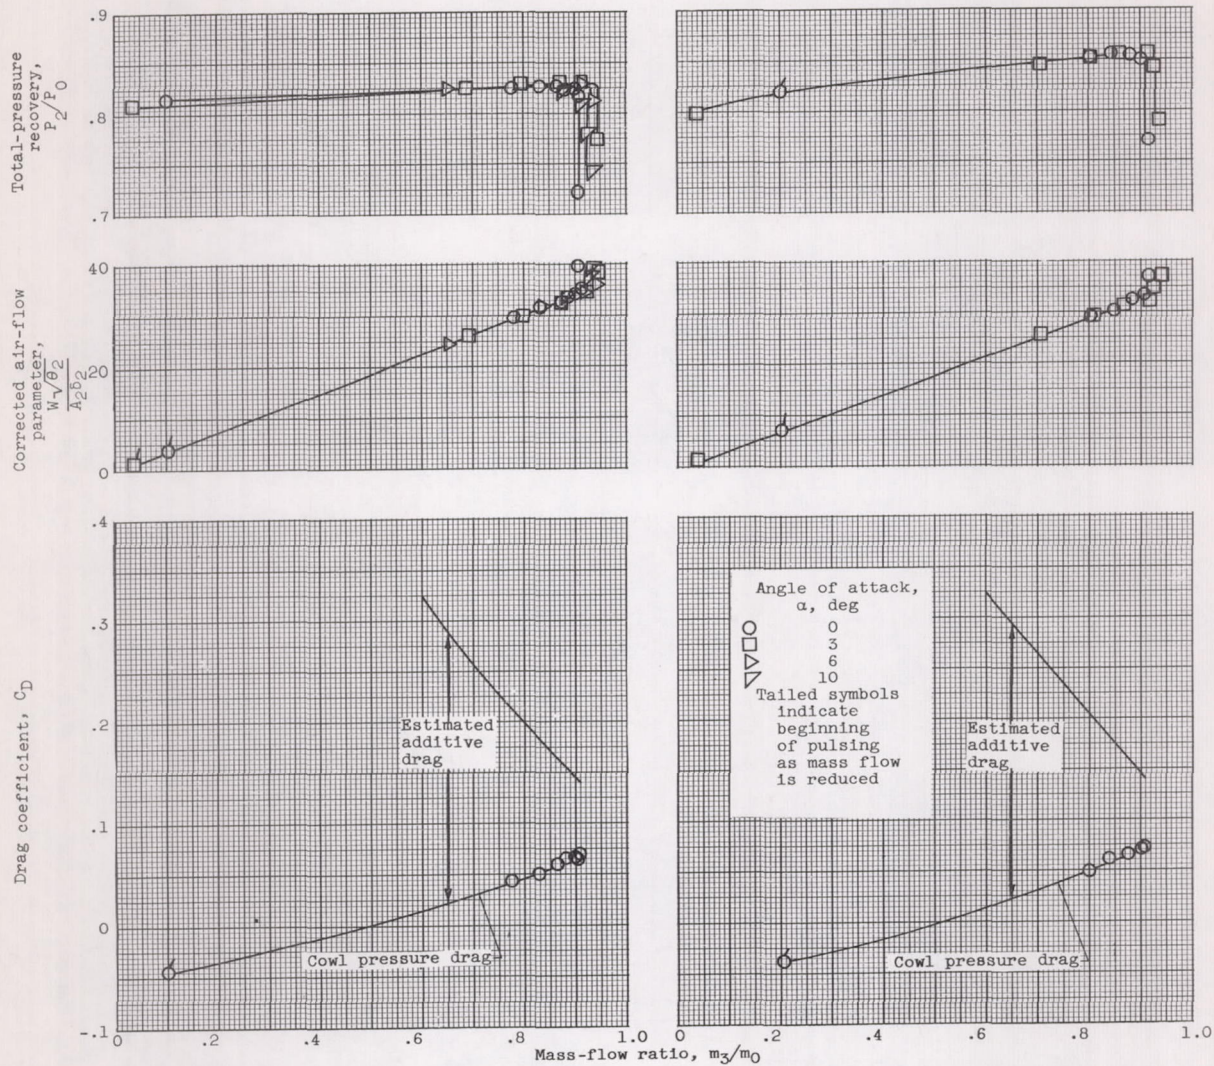 Total-pressure
recovery,
P2/P0
.9
.8
.7
Corrected air-flow
parameter,
W√θ2
A2δ2
40
20
0
Drag coefficient, CD
.4
.3
.2
.1
0
-.1
Estimated
additive
drag
Cowl pressure drag
0
.2
.4
.6
.8
1.0
Angle of attack,
α, deg
0
3
6
10
Tailed symbols
indicate
beginning
of pulsing
as mass flow
is reduced
Estimated
additive
drag
Cowl pressure drag
0
.2
.4
.6
.8
1.0
Mass-flow ratio, m3/m0